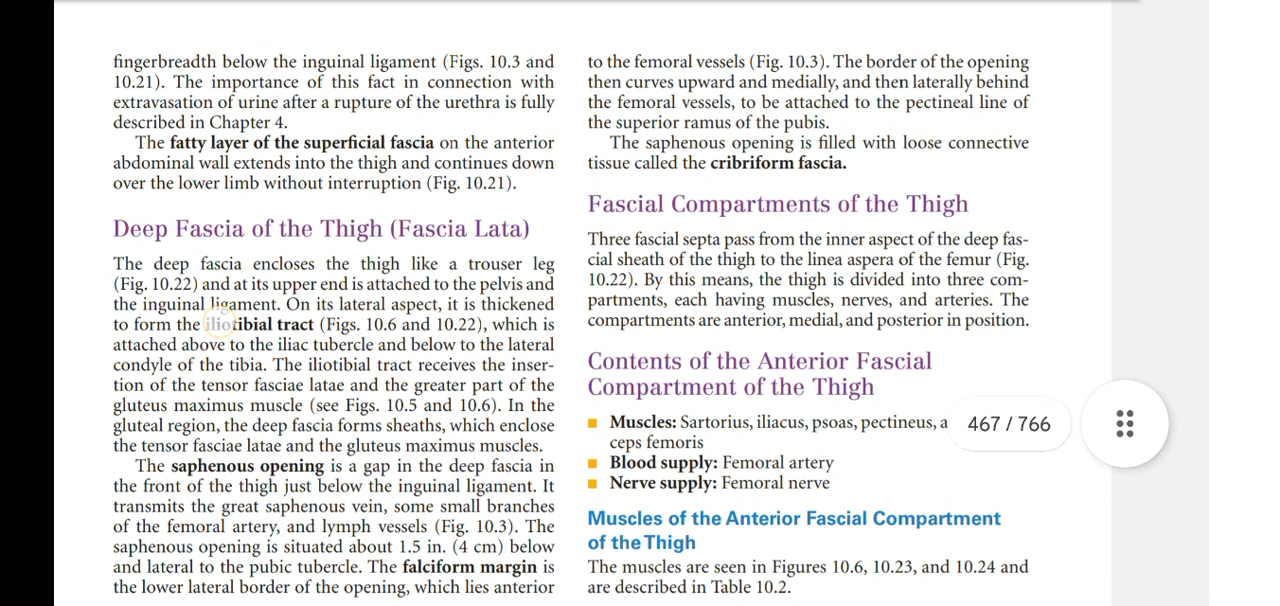 fingerbreadth below the inguinal ligament (Figs. 10.3 and
10.21). The importance of this fact in connection with
extravasation of urine after a rupture of the urethra is fully
described in Chapter 4.
The fatty layer of the superficial fascia on the anterior
abdominal wall extends into the thigh and continues down
over the lower limb without interruption (Fig. 10.21).
Deep Fascia of the Thigh (Fascia Lata)
The deep fascia encloses the thigh like a trouser leg
(Fig. 10.22) and at its upper end is attached to the pelvis and
the inguinal ligament. On its lateral aspect, it is thickened
to form the iliotibial tract (Figs. 10.6 and 10.22), which is
attached above to the iliac tubercle and below to the lateral
condyle of the tibia. The iliotibial tract receives the inser-
tion of the tensor fasciae latae and the greater part of the
gluteus maximus muscle (see Figs. 10.5 and 10.6). In the
gluteal region, the deep fascia forms sheaths, which enclose
the tensor fasciae latae and the gluteus maximus muscles.
The saphenous opening is a gap in the deep fascia in
the front of the thigh just below the inguinal ligament. It
transmits the great saphenous vein, some small branches
of the femoral artery, and lymph vessels (Fig. 10.3). The
saphenous opening is situated about 1.5 in. (4 cm) below
and lateral to the pubic tubercle. The falciform margin is
the lower lateral border of the opening, which lies anterior
to the femoral vessels (Fig. 10.3). The border of the opening
then curves upward and medially, and then laterally behind
the femoral vessels, to be attached to the pectineal line of
the superior ramus of the pubis.
The saphenous opening is filled with loose connective
tissue called the cribriform fascia.
Fascial Compartments of the Thigh
Three fascial septa pass from the inner aspect of the deep fas-
cial sheath of the thigh to the linea aspera of the femur (Fig.
10.22). By this means, the thigh is divided into three com-
partments, each having muscles, nerves, and arteries. The
compartments are anterior, medial, and posterior in position.
Contents of the Anterior Fascial
Compartment of the Thigh
Muscles: Sartorius, iliacus, psoas, pectineus, a
ceps femoris
Blood supply: Femoral artery
Nerve supply: Femoral nerve
467 / 766
Muscles of the Anterior Fascial Compartment
of the Thigh
The muscles are seen in Figures 10.6, 10.23, and 10.24 and
are described in Table 10.2.